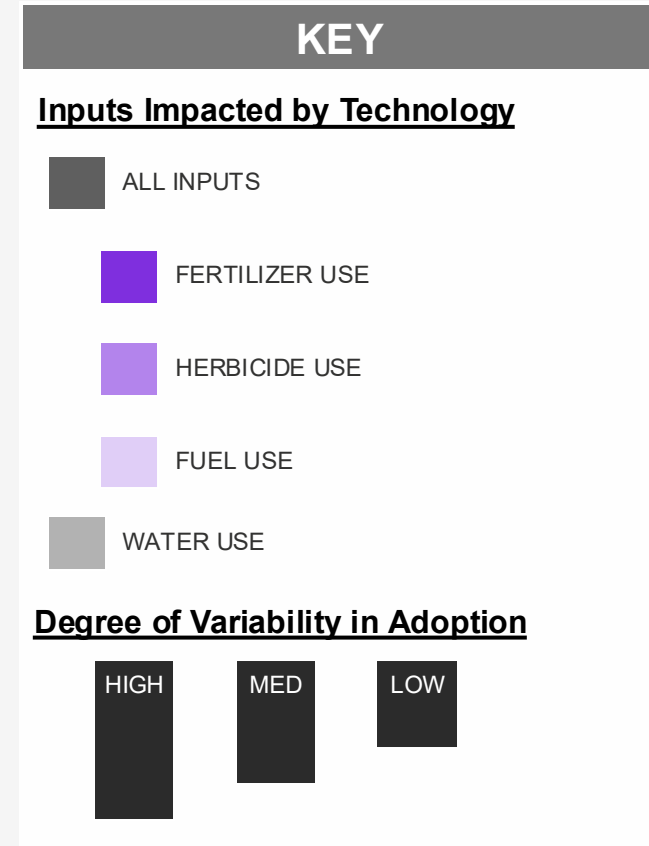 KEY
Inputs Impacted by Technology
ALL INPUTS
FERTILIZER USE
HERBICIDE USE
FUEL USE
WATER USE
Degree of Variability in Adoption
HIGH MED LOW